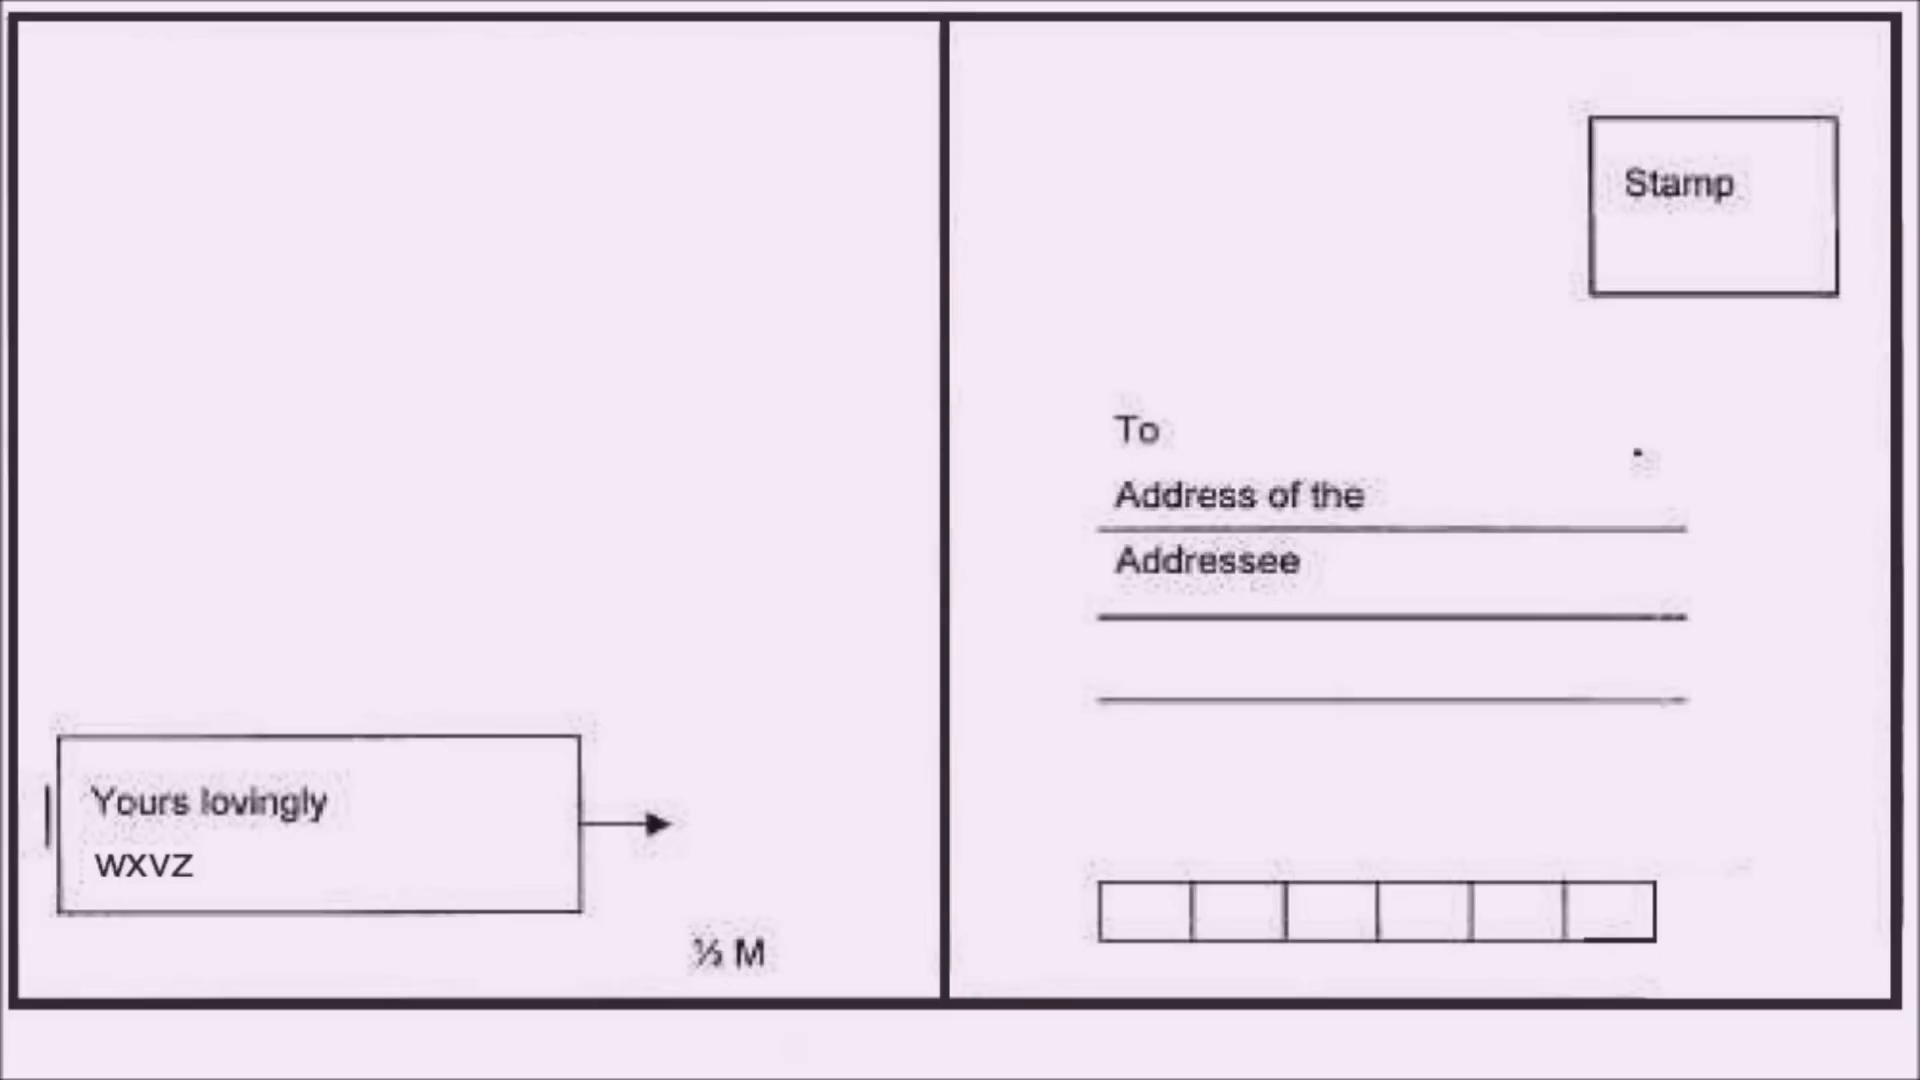 Stamp
To
Address of the
Addressee
Yours lovingly
WXVZ
½ M